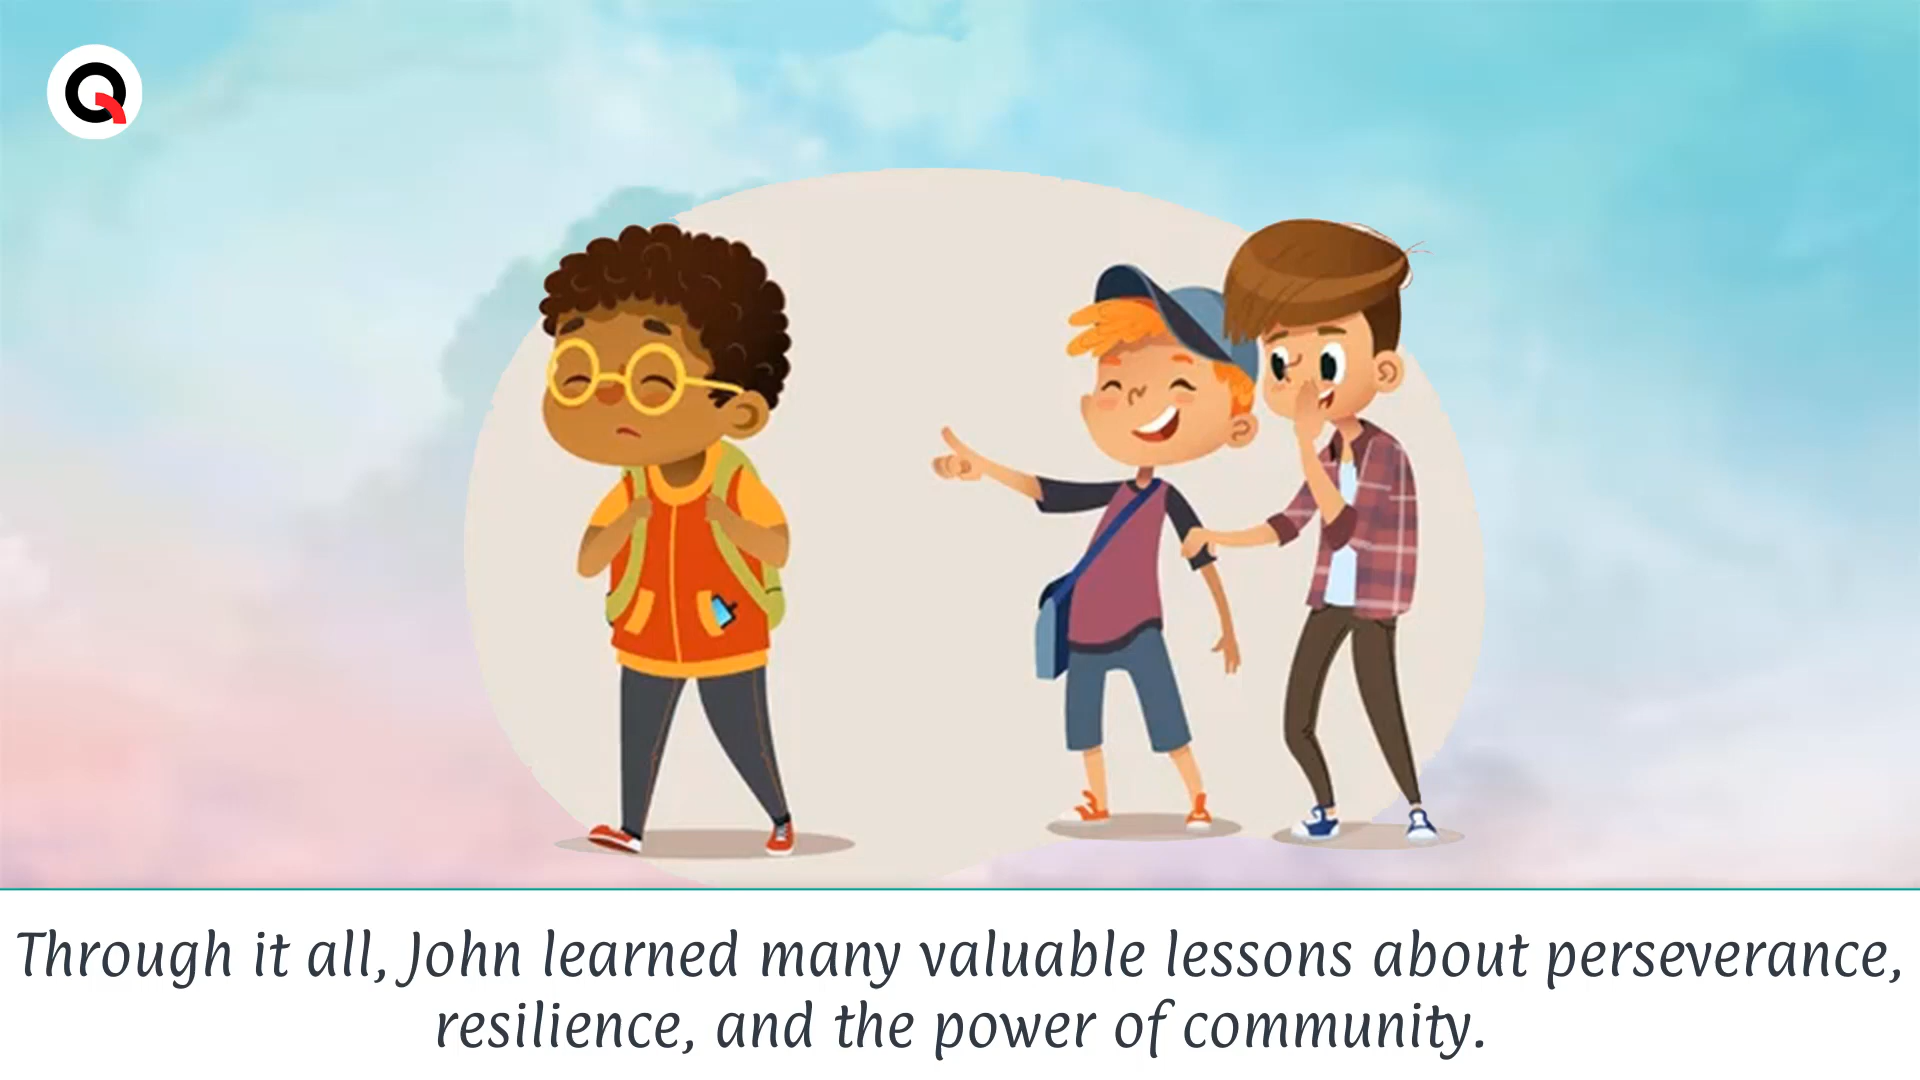 Through it all, John learned many valuable lessons about perseverance,
resilience, and the power of community.